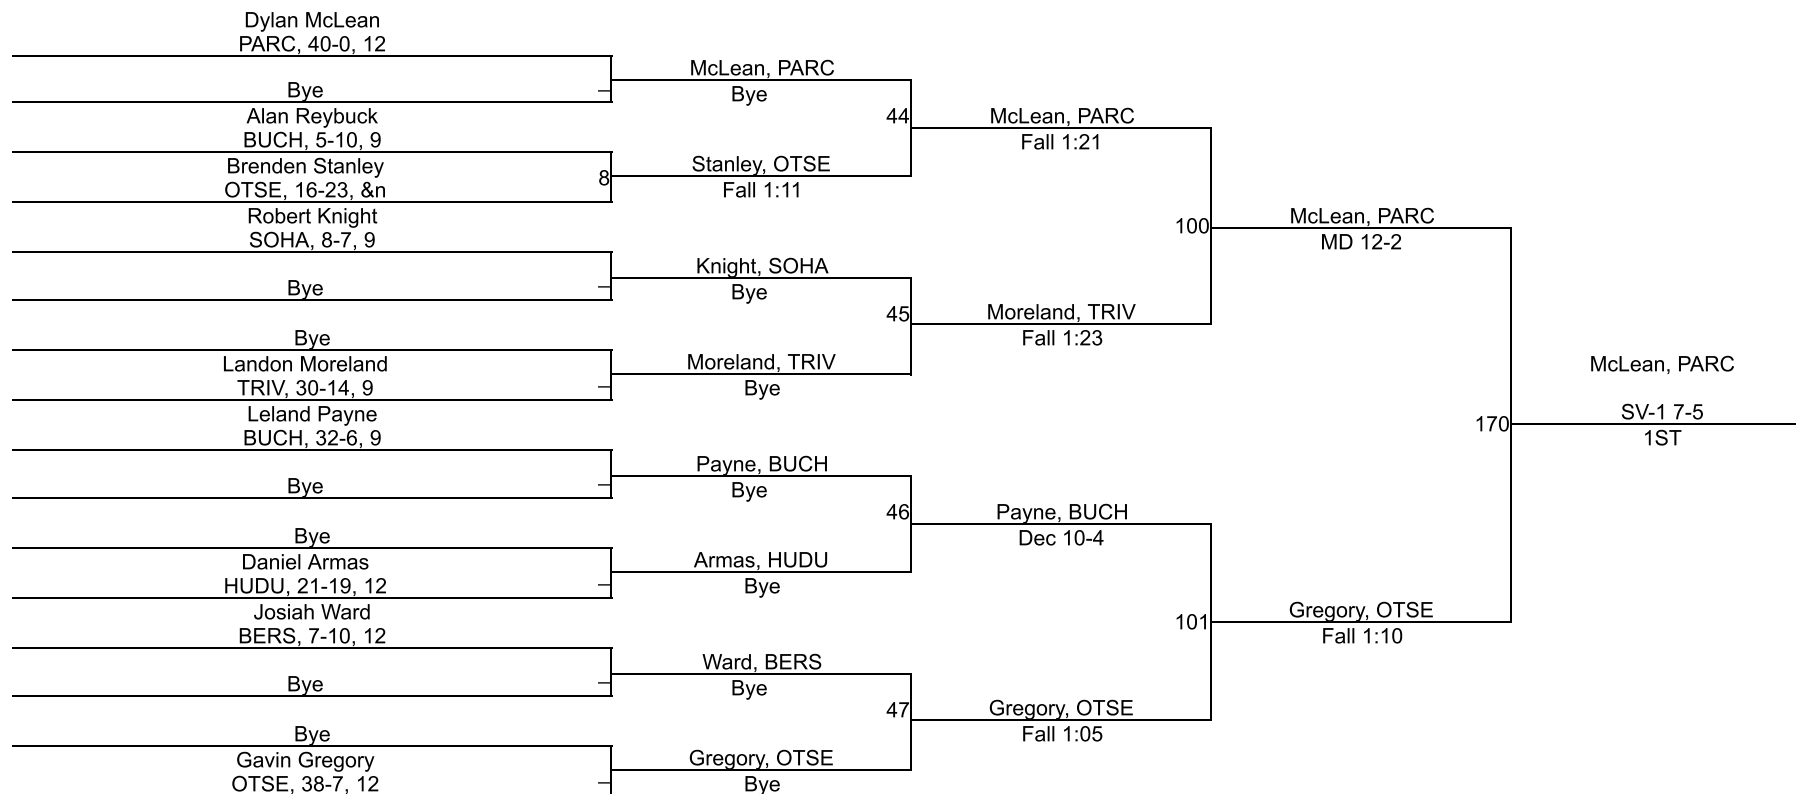 Dylan McLean
PARC, 40-0, 12
Bye
Alan Reybuck
BUCH, 5-10, 9
Brenden Stanley
OTSE, 16-23, &n
Robert Knight
SOHA, 8-7, 9
Bye
Bye
Landon Moreland
TRIV, 30-14, 9
Leland Payne
BUCH, 32-6, 9
Bye
Bye
Daniel Armas
HUDU, 21-19, 12
Josiah Ward
BERS, 7-10, 12
Bye
Bye
Gavin Gregory
OTSE, 38-7, 12
8
McLean, PARC
Bye
Stanley, OTSE
Fall 1:11
Knight, SOHA
Bye
Moreland, TRIV
Bye
Payne, BUCH
Bye
Armas, HUDU
Bye
Ward, BERS
Bye
Gregory, OTSE
Bye
44
45
46
47
McLean, PARC
Fall 1:21
Moreland, TRIV
Fall 1:23
Payne, BUCH
Dec 10-4
Gregory, OTSE
Fall 1:05
100
101
McLean, PARC
MD 12-2
Gregory, OTSE
Fall 1:10
170
McLean, PARC
SV-1 7-5
1ST